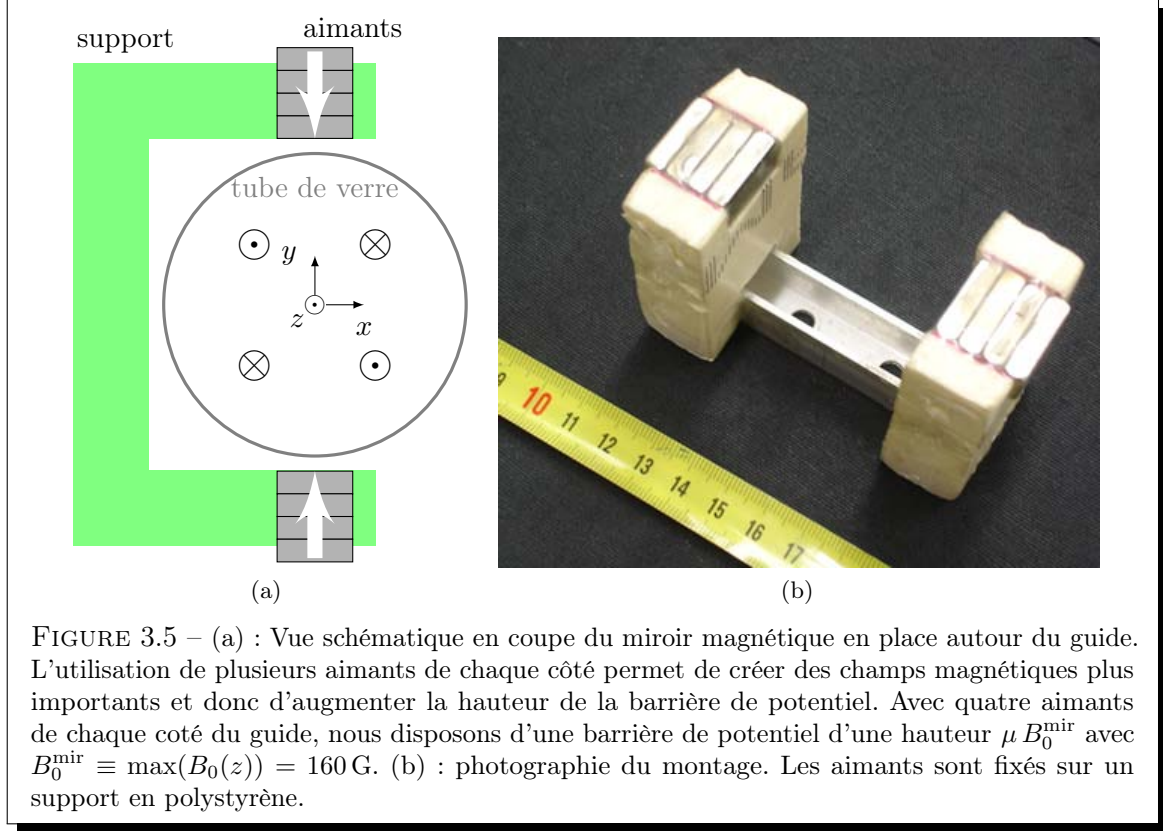 support
aimants
tube de verre
y
z
x
9 10 11 12 13 14 15 16 17
(a)
(b)
FIGURE 3.5 – (a) : Vue schématique en coupe du miroir magnétique en place autour du guide.
L'utilisation de plusieurs aimants de chaque côté permet de créer des champs magnétiques plus
importants et donc d'augmenter la hauteur de la barrière de potentiel. Avec quatre aimants
de chaque coté du guide, nous disposons d'une barrière de potentiel d'une hauteur μ B₀ᵐⁱʳ avec
B₀ᵐⁱʳ ≡ max(B₀(z)) = 160 G. (b) : photographie du montage. Les aimants sont fixés sur un
support en polystyrène.